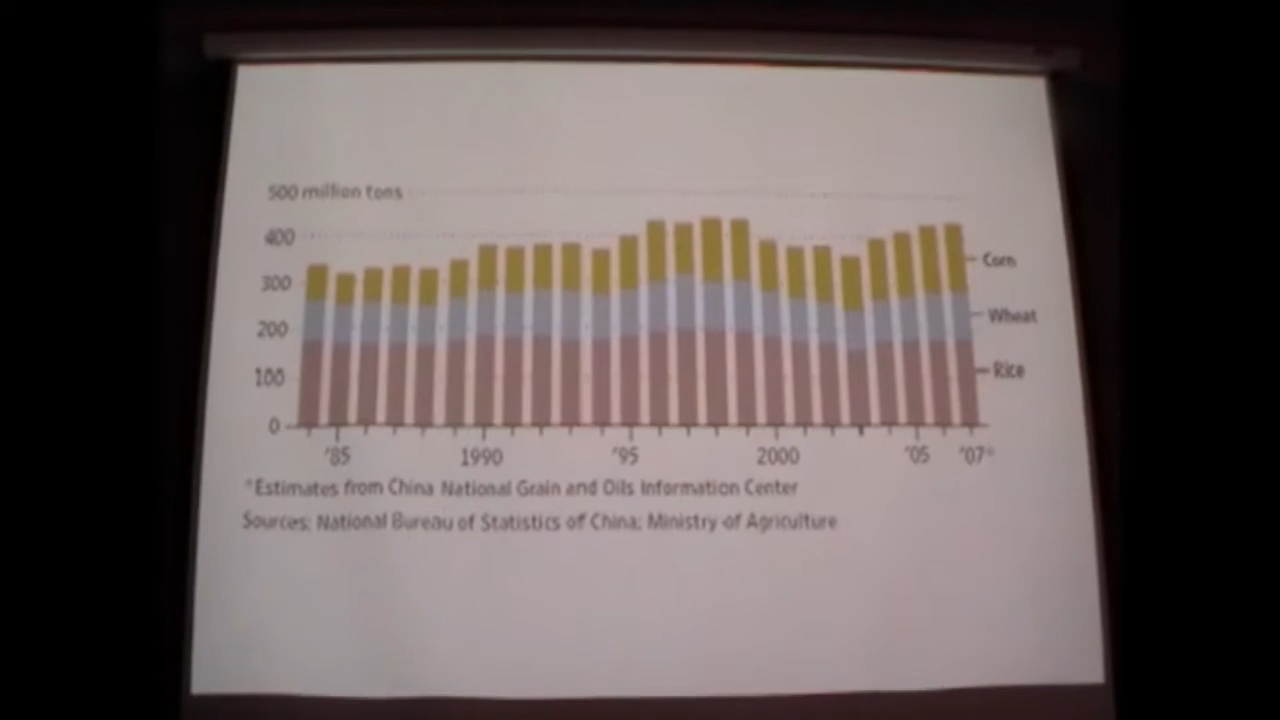 500 million tons
400
300
200
100
0
Corn
Wheat
Rice
'85 1990 '95 2000 '05 '07*
*Estimates from China National Grain and Oils Information Center
Sources: National Bureau of Statistics of China; Ministry of Agriculture